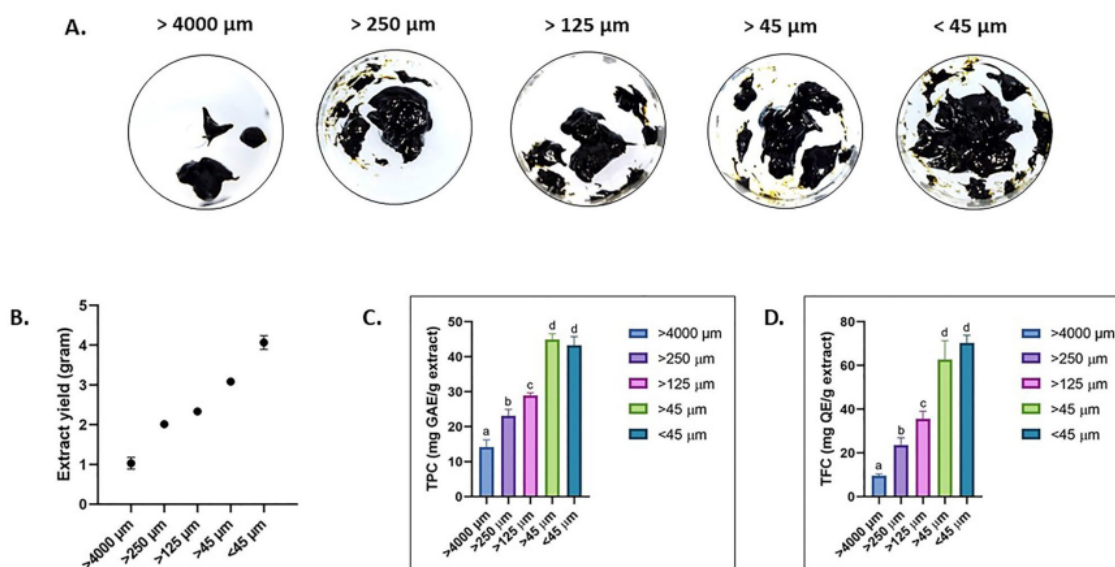 A.
> 4000 µm
> 250 µm
> 125 µm
> 45 µm
< 45 µm
B.
Extract yield (gram)
5
4
3
2
1
0
>4000 µm
>250 µm
>125 µm
>45 µm
<45 µm
C.
TPC (mg GAE/g extract)
50
40
30
20
10
0
a
b
c
d
d
>4000 µm
>250 µm
>125 µm
>45 µm
<45 µm
>4000 µm
>250 µm
>125 µm
>45 µm
<45 µm
D.
TFC (mg QE/g extract)
80
60
40
20
0
a
b
c
d
d
>4000 µm
>250 µm
>125 µm
>45 µm
<45 µm
>4000 µm
>250 µm
>125 µm
>45 µm
<45 µm